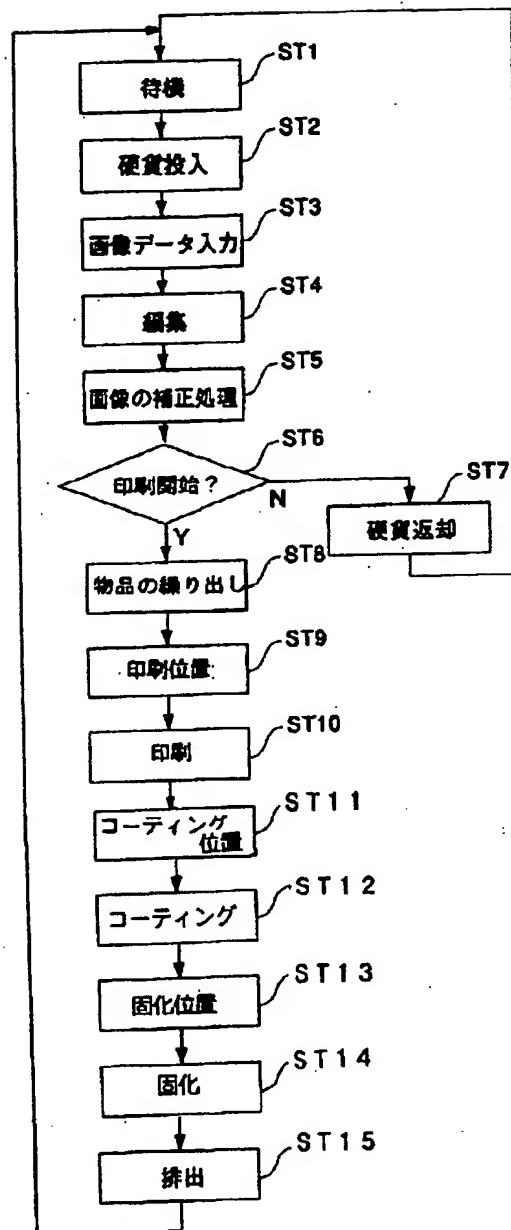 ST1
待機
ST2
硬貨投入
ST3
画像データ入力
ST4
編集
ST5
画像の補正処理
ST6
印刷開始？
N
ST7
硬貨返却
Y
ST8
物品の繰り出し
ST9
印刷位置
ST10
印刷
ST11
コーティング
位置
ST12
コーティング
ST13
固化位置
ST14
固化
ST15
排出